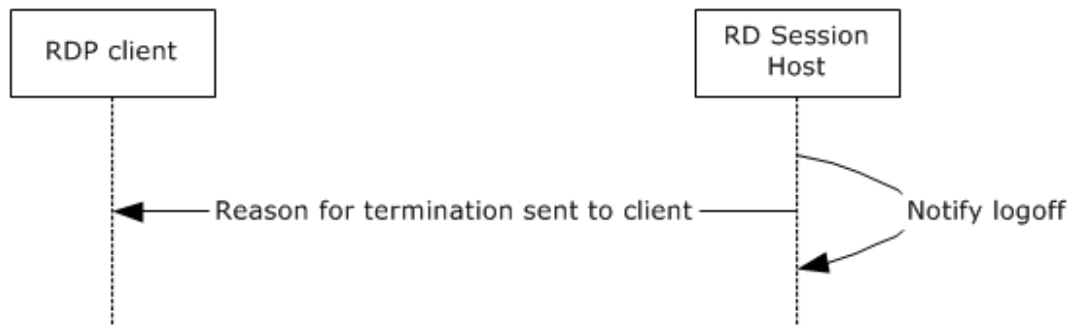 RDP client
RD Session
Host
Reason for termination sent to client
Notify logoff